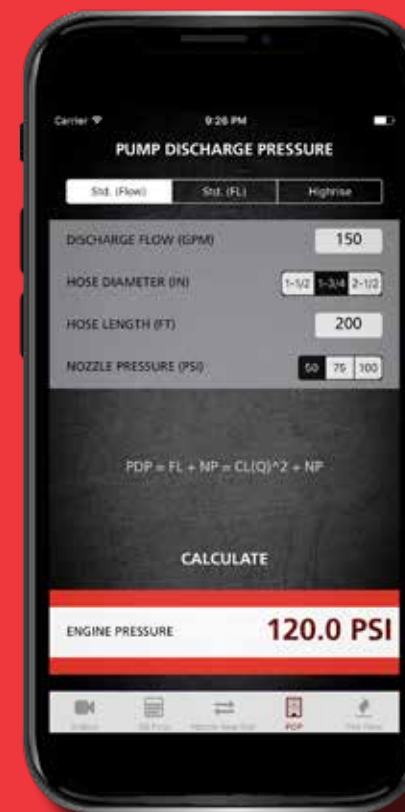 Carrier 9:26 PM
PUMP DISCHARGE PRESSURE
Std. (Flow) Std. (FL) Highrise
DISCHARGE FLOW (GPM) 150
HOSE DIAMETER (IN) 1-1/2 1-3/4 2-1/2
HOSE LENGTH (FT) 200
NOZZLE PRESSURE (PSI) 50 75 100
PDP = FL + NP = CL(Q)^2 + NP
CALCULATE
ENGINE PRESSURE 120.0 PSI
PDP